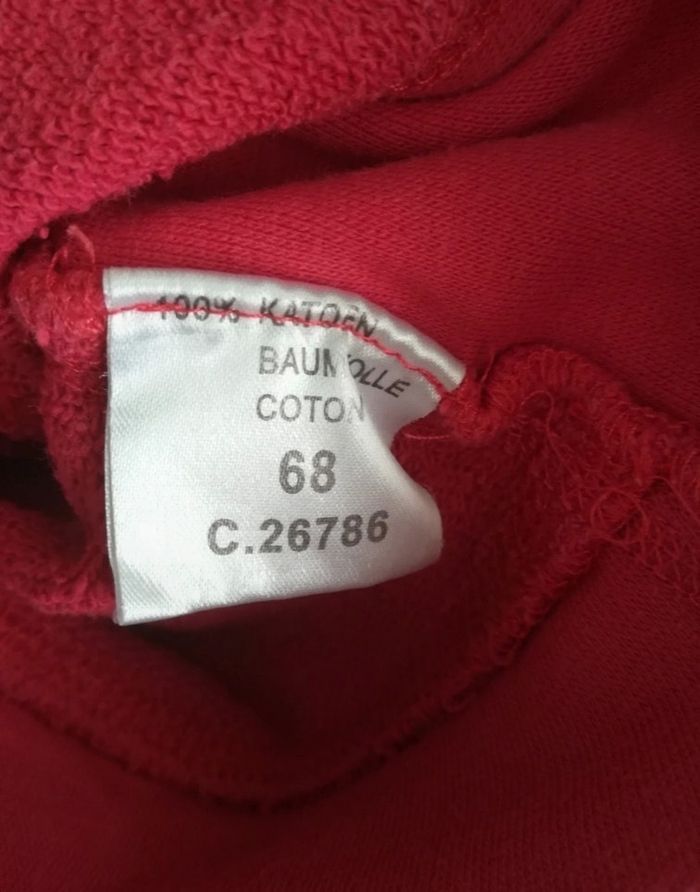 100% KATOEN
BAUMWOLLE
COTON
68
C.26786